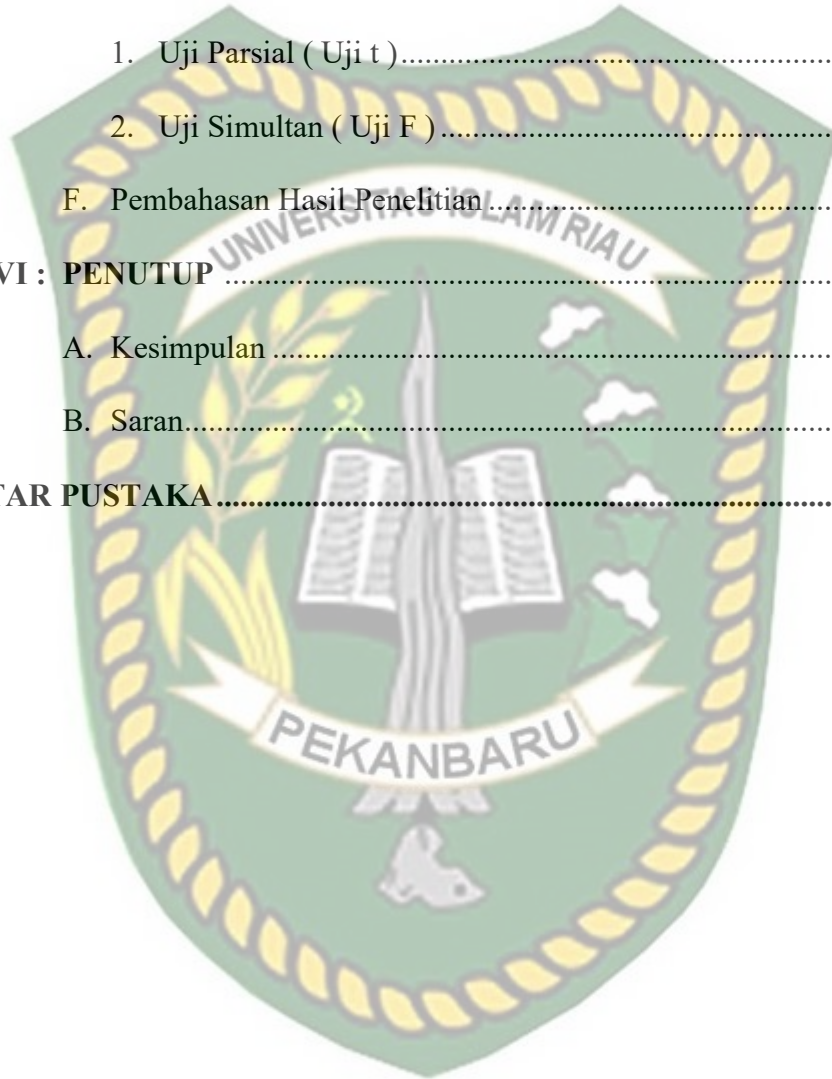 1. Uji Parsial ( Uji t ).....................................................
2. Uji Simultan ( Uji F ) ................................................
F. Pembahasan Hasil Penelitian ..........................................
UNIVERSITAS ISLAM RIAU
VI : PENUTUP ...........................................................................
A. Kesimpulan .....................................................................
B. Saran................................................................................
TAR PUSTAKA ............................................................................
PEKANBARU